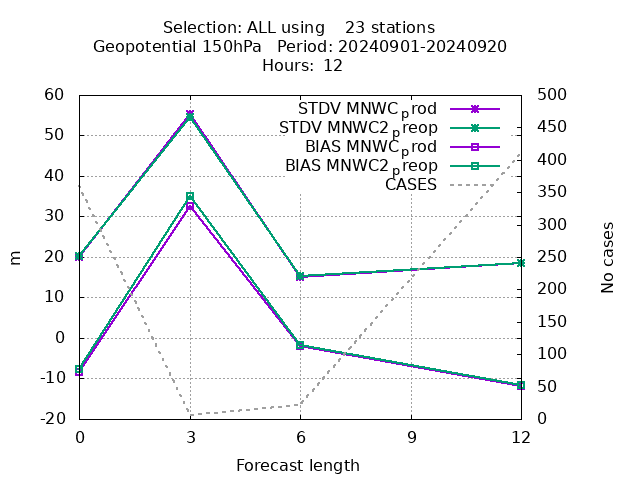 Selection: ALL using    23 stations
Geopotential 150hPa   Period: 20240901-20240920
Hours: 12
STDV MNWC_prod
STDV MNWC2_preop
BIAS MNWC_prod
BIAS MNWC2_preop
CASES
60
50
40
30
20
10
0
-10
-20
m
500
450
400
350
300
250
200
150
100
50
0
No cases
0 3 6 9 12
Forecast length